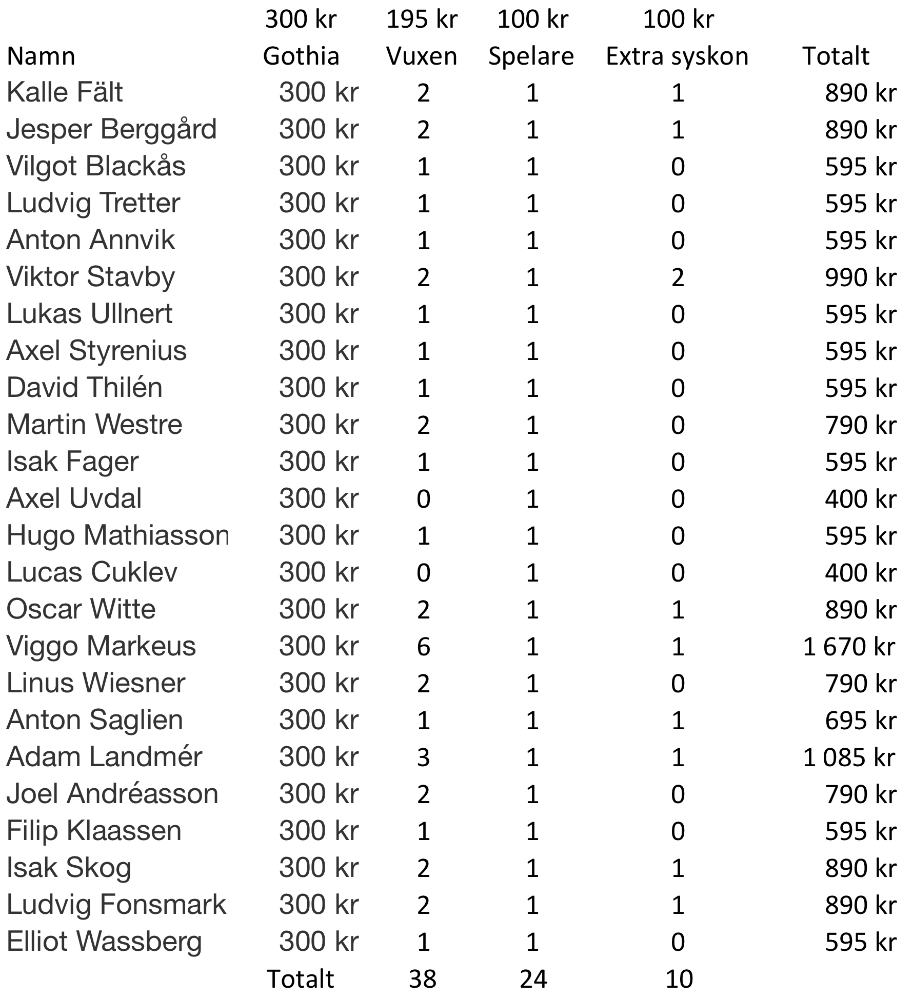 300 kr 195 kr 100 kr 100 kr
Namn Gothia Vuxen Spelare Extra syskon Totalt
Kalle Fält 300 kr 2 1 1 890 kr
Jesper Berggård 300 kr 2 1 1 890 kr
Vilgot Blackås 300 kr 1 1 0 595 kr
Ludvig Tretter 300 kr 1 1 0 595 kr
Anton Annvik 300 kr 1 1 0 595 kr
Viktor Stavby 300 kr 2 1 2 990 kr
Lukas Ullnert 300 kr 1 1 0 595 kr
Axel Styrenius 300 kr 1 1 0 595 kr
David Thilén 300 kr 1 1 0 595 kr
Martin Westre 300 kr 2 1 0 790 kr
Isak Fager 300 kr 1 1 0 595 kr
Axel Uvdal 300 kr 0 1 0 400 kr
Hugo Mathiasson 300 kr 1 1 0 595 kr
Lucas Cuklev 300 kr 0 1 0 400 kr
Oscar Witte 300 kr 2 1 1 890 kr
Viggo Markeus 300 kr 6 1 1 1 670 kr
Linus Wiesner 300 kr 2 1 0 790 kr
Anton Saglien 300 kr 1 1 1 695 kr
Adam Landmér 300 kr 3 1 1 1 085 kr
Joel Andréasson 300 kr 2 1 0 790 kr
Filip Klaassen 300 kr 1 1 0 595 kr
Isak Skog 300 kr 2 1 1 890 kr
Ludvig Fonsmark 300 kr 2 1 1 890 kr
Elliot Wassberg 300 kr 1 1 0 595 kr
Totalt 38 24 10